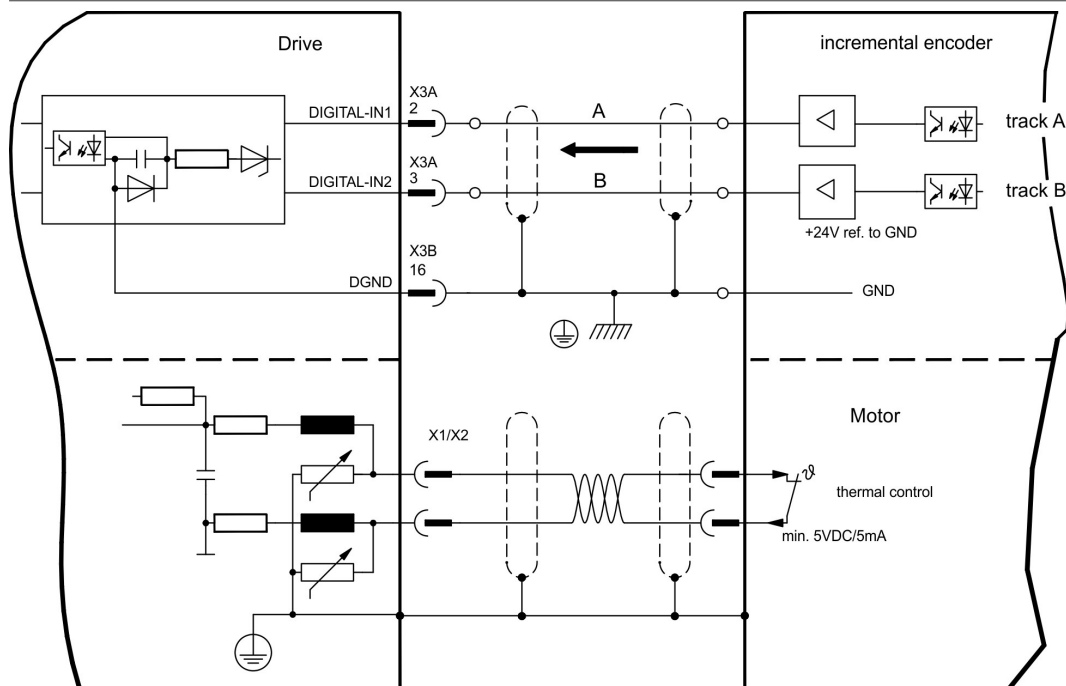 Drive
incremental encoder
X3A
2
DIGITAL-IN1
A
track A
X3A
3
DIGITAL-IN2
B
track B
+24V ref. to GND
X3B
16
DGND
GND
Motor
X1/X2
ϑ
thermal control
min. 5VDC/5mA